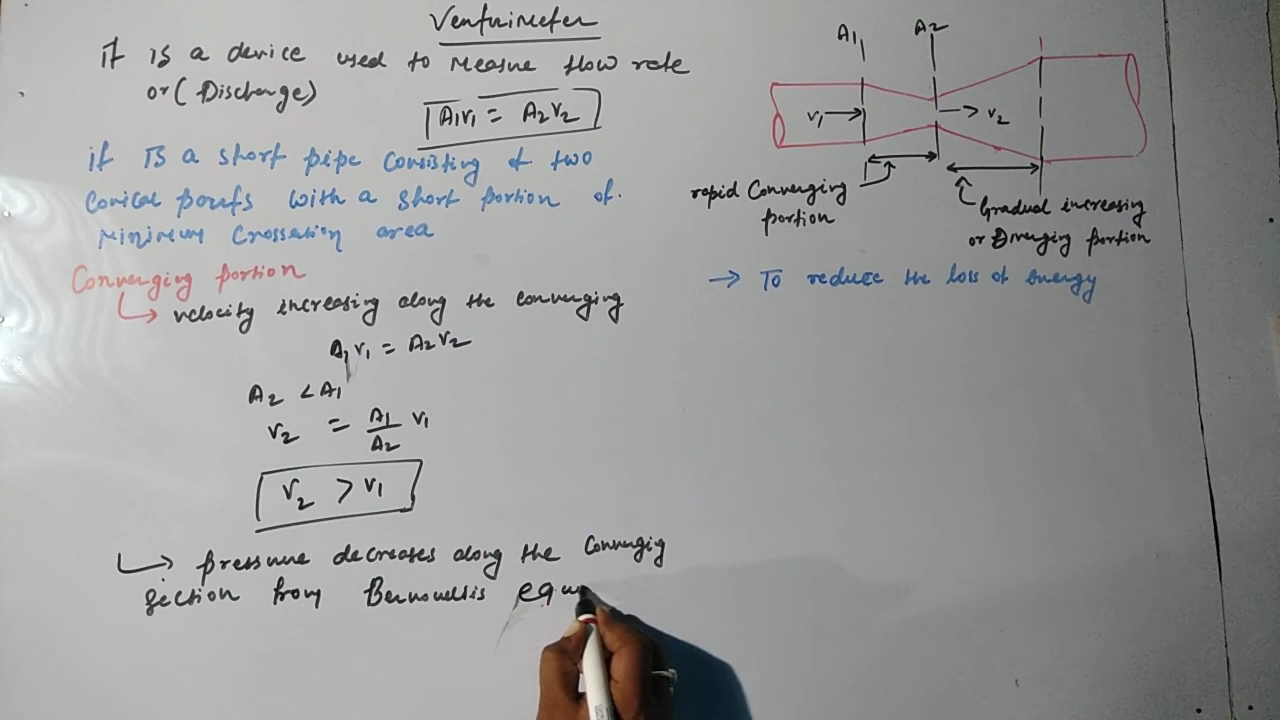 Venturimeter
it is a device used to Measure flow rate
or (Discharge)
A1v1 = A2v2
it is a short pipe consisting of two
Conical parts with a short portion of.
Minimum Crossection area
Converging portion
↳ velocity increasing along the converging
A1v1 = A2v2
A2 < A1
v2 = A1/A2 v1
v2 > v1
↳ pressure decreases along the Convergig
section from Bernoullis equa
A1 A2
v1 → → v2
rapid Converging
portion
Gradual increasing
or Diverging portion
→ To reduce the loss of energy